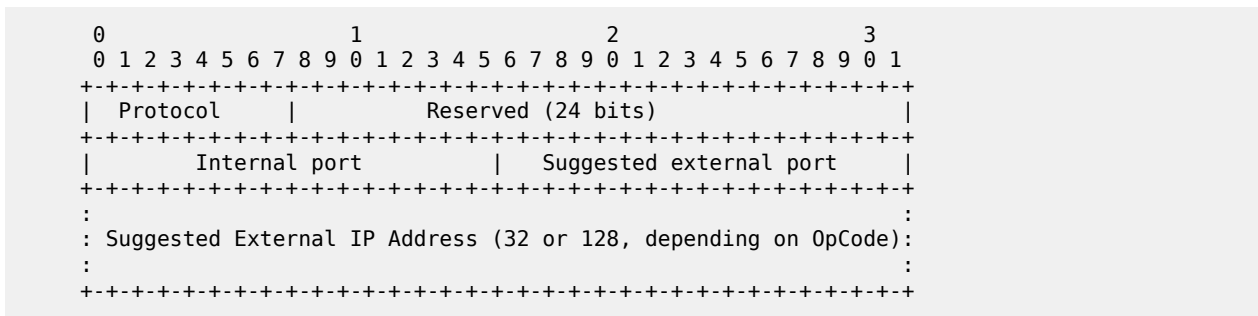 0                   1                   2                   3
 0 1 2 3 4 5 6 7 8 9 0 1 2 3 4 5 6 7 8 9 0 1 2 3 4 5 6 7 8 9 0 1
+-+-+-+-+-+-+-+-+-+-+-+-+-+-+-+-+-+-+-+-+-+-+-+-+-+-+-+-+-+-+-+-+
|  Protocol     |          Reserved (24 bits)                   |
+-+-+-+-+-+-+-+-+-+-+-+-+-+-+-+-+-+-+-+-+-+-+-+-+-+-+-+-+-+-+-+-+
|        Internal port          |   Suggested external port     |
+-+-+-+-+-+-+-+-+-+-+-+-+-+-+-+-+-+-+-+-+-+-+-+-+-+-+-+-+-+-+-+-+
:                                                               :
: Suggested External IP Address (32 or 128, depending on OpCode):
:                                                               :
+-+-+-+-+-+-+-+-+-+-+-+-+-+-+-+-+-+-+-+-+-+-+-+-+-+-+-+-+-+-+-+-+